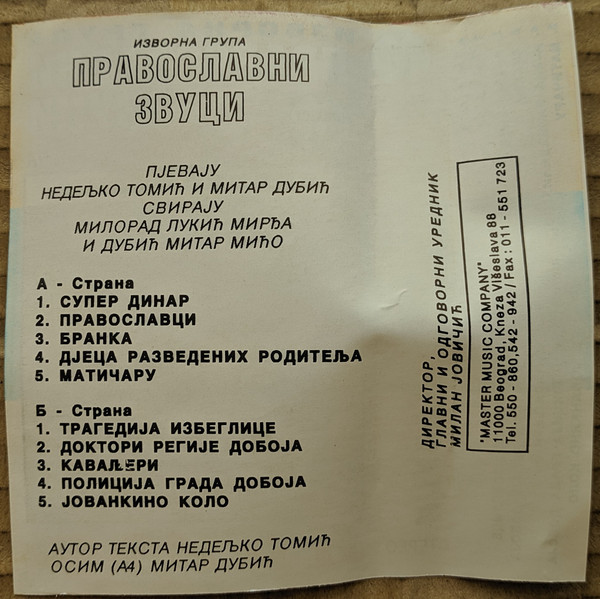 ИЗВОРНА ГРУПА
ПРАВОСЛАВНИ
ЗВУЦИ
ПЈЕВАЈУ
НЕДЕЉКО ТОМИЋ И МИТАР ДУБИЋ
СВИРАЈУ
МИЛОРАД ЛУКИЋ МИРЂА
И ДУБИЋ МИТАР МИЋО
А - Страна
1. СУПЕР ДИНАР
2. ПРАВОСЛАВЦИ
3. БРАНКА
4. ДЈЕЦА РАЗВЕДЕНИХ РОДИТЕЉА
5. МАТИЧАРУ
Б - Страна
1. ТРАГЕДИЈА ИЗБЕГЛИЦЕ
2. ДОКТОРИ РЕГИЈЕ ДОБОЈА
3. КАВАЉЕРИ
4. ПОЛИЦИЈА ГРАДА ДОБОЈА
5. ЈОВАНКИНО КОЛО
АУТОР ТЕКСТА НЕДЕЉКО ТОМИЋ
ОСИМ (А4) МИТАР ДУБИЋ
ДИРЕКТОР,
ГЛАВНИ И ОДГОВОРНИ УРЕДНИК
МИЛАН ЈОВИЧИЋ
"MASTER MUSIC COMPANY"
11000 Beograd, Kneza Višeslava 88
Tel. 550 - 860,542 - 942 / Fax : 011 - 551 723